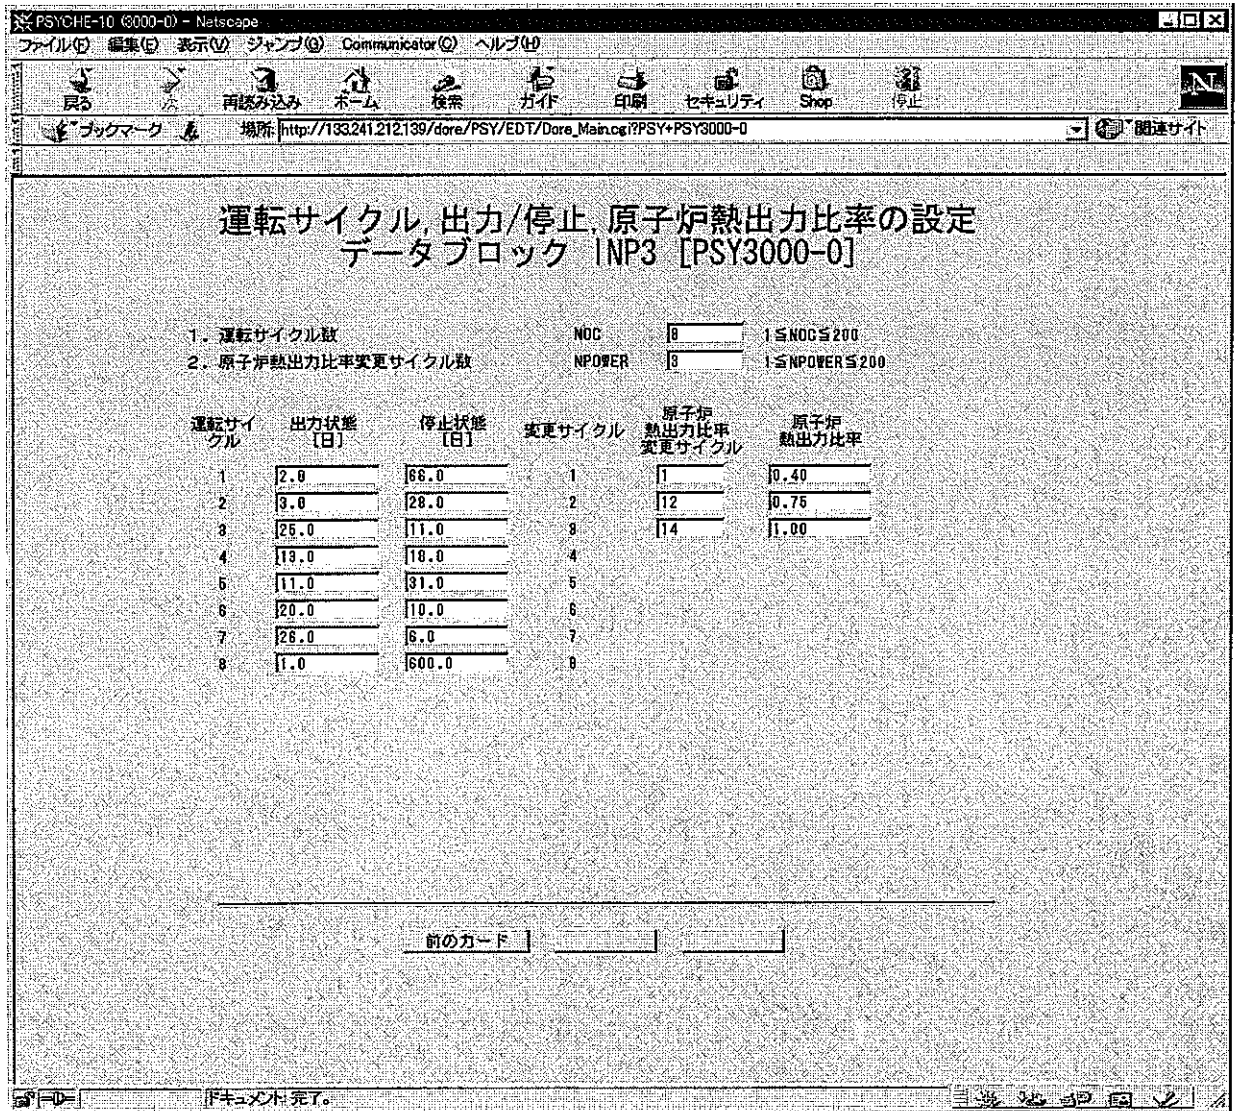 PSYCHE-10 (3000-0) - Netscape
ファイル(F) 編集(E) 表示(V) ジャンプ(G) Communicator(C) ヘルプ(H)
戻る 次 再読み込み ホーム 検索 ガイド 印刷 セキュリティ Shop 停止
ブックマーク 場所: http://133.241.212.139/dore/PSY/EDT/Dore_Main.cgi?PSY+PSY3000-0 関連サイト
運転サイクル,出力/停止,原子炉熱出力比率の設定
データブロック INP3 [PSY3000-0]
1. 運転サイクル数 NOC 8 1≦NOC≦200
2. 原子炉熱出力比率変更サイクル数 NPOWER 3 1≦NPOWER≦200
運転サイクル 出力状態[日] 停止状態[日] 変更サイクル 原子炉熱出力比率変更サイクル 原子炉熱出力比率
1 2.0 68.0 1 1 0.40
2 3.0 28.0 2 12 0.75
3 25.0 11.0 3 14 1.00
4 19.0 18.0 4
5 11.0 31.0 5
6 20.0 10.0 6
7 26.0 6.0 7
8 1.0 600.0 8
前のカード
ドキュメント: 完了。